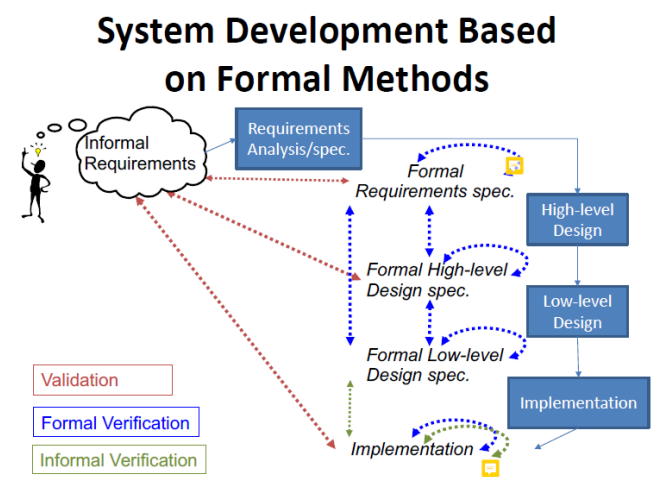 System Development Based
on Formal Methods
Informal
Requirements
Requirements
Analysis/spec.
Formal
Requirements spec.
High-level
Design
Formal High-level
Design spec.
Low-level
Design
Formal Low-level
Design spec.
Validation
Implementation
Formal Verification
Implementation
Informal Verification